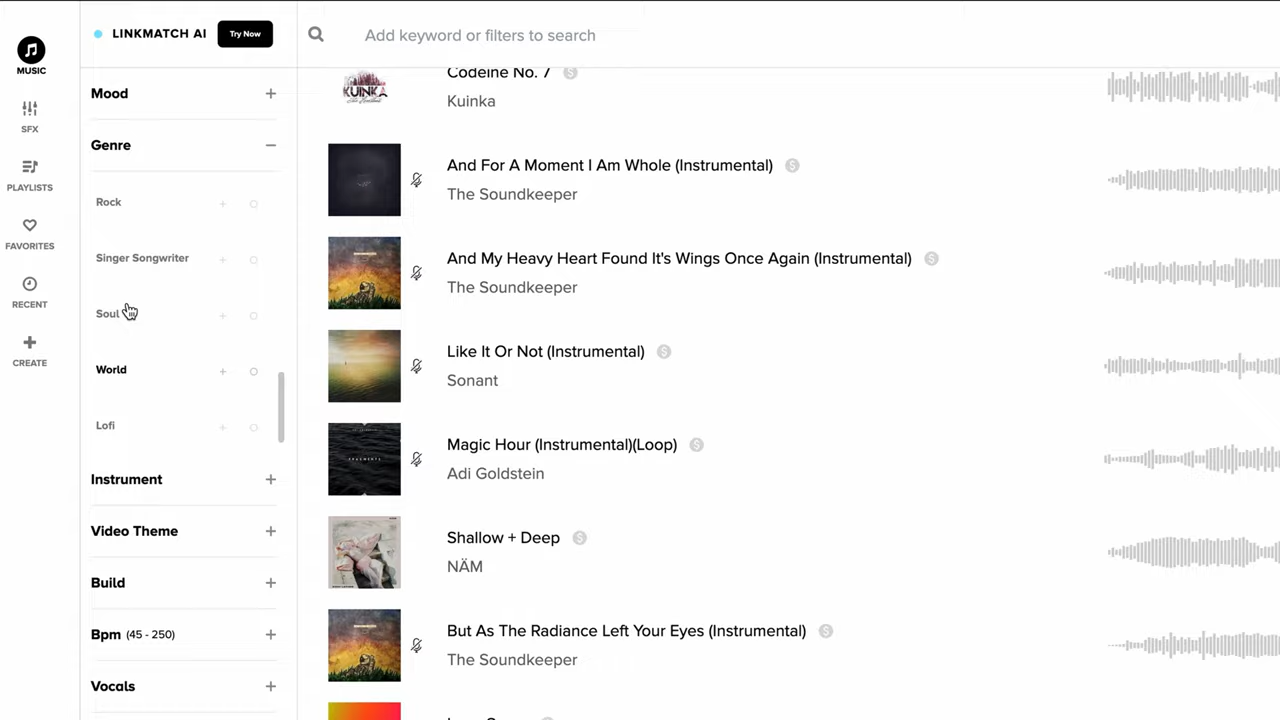 LINKMATCH AI
Try Now
Add keyword or filters to search
MUSIC
SFX
PLAYLISTS
FAVORITES
RECENT
CREATE
Mood
Genre
Rock
Singer Songwriter
Soul
World
Lofi
Instrument
Video Theme
Build
Bpm (45 - 250)
Vocals
Codeine No. 7
Kuinka
KUINKA
And For A Moment I Am Whole (Instrumental)
The Soundkeeper
And My Heavy Heart Found It's Wings Once Again (Instrumental)
The Soundkeeper
Like It Or Not (Instrumental)
Sonant
FRAGMENTS
Magic Hour (Instrumental)(Loop)
Adi Goldstein
Shallow + Deep
NÄM
But As The Radiance Left Your Eyes (Instrumental)
The Soundkeeper